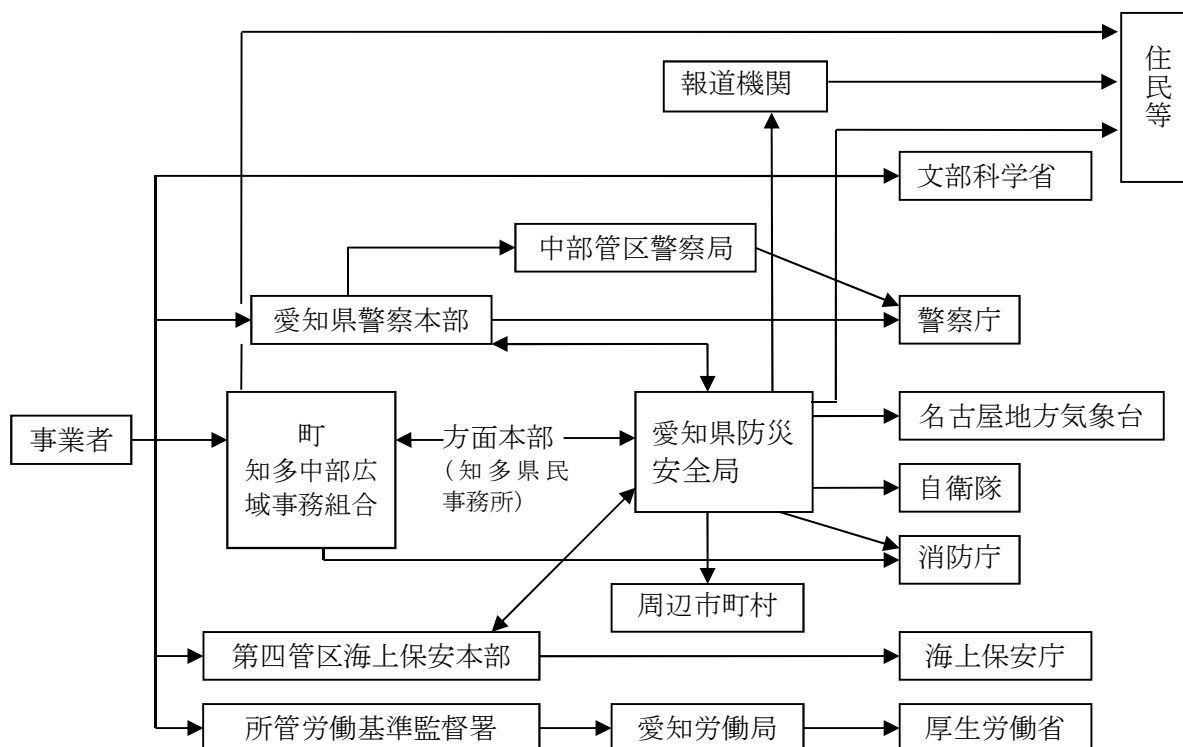 住民等
報道機関
文部科学省
中部管区警察局
愛知県警察本部
警察庁
事業者
町
知多中部広
域事務組合
方面本部
（知多県民
事務所）
愛知県防災
安全局
名古屋地方気象台
自衛隊
消防庁
周辺市町村
第四管区海上保安本部
海上保安庁
所管労働基準監督署
愛知労働局
厚生労働省